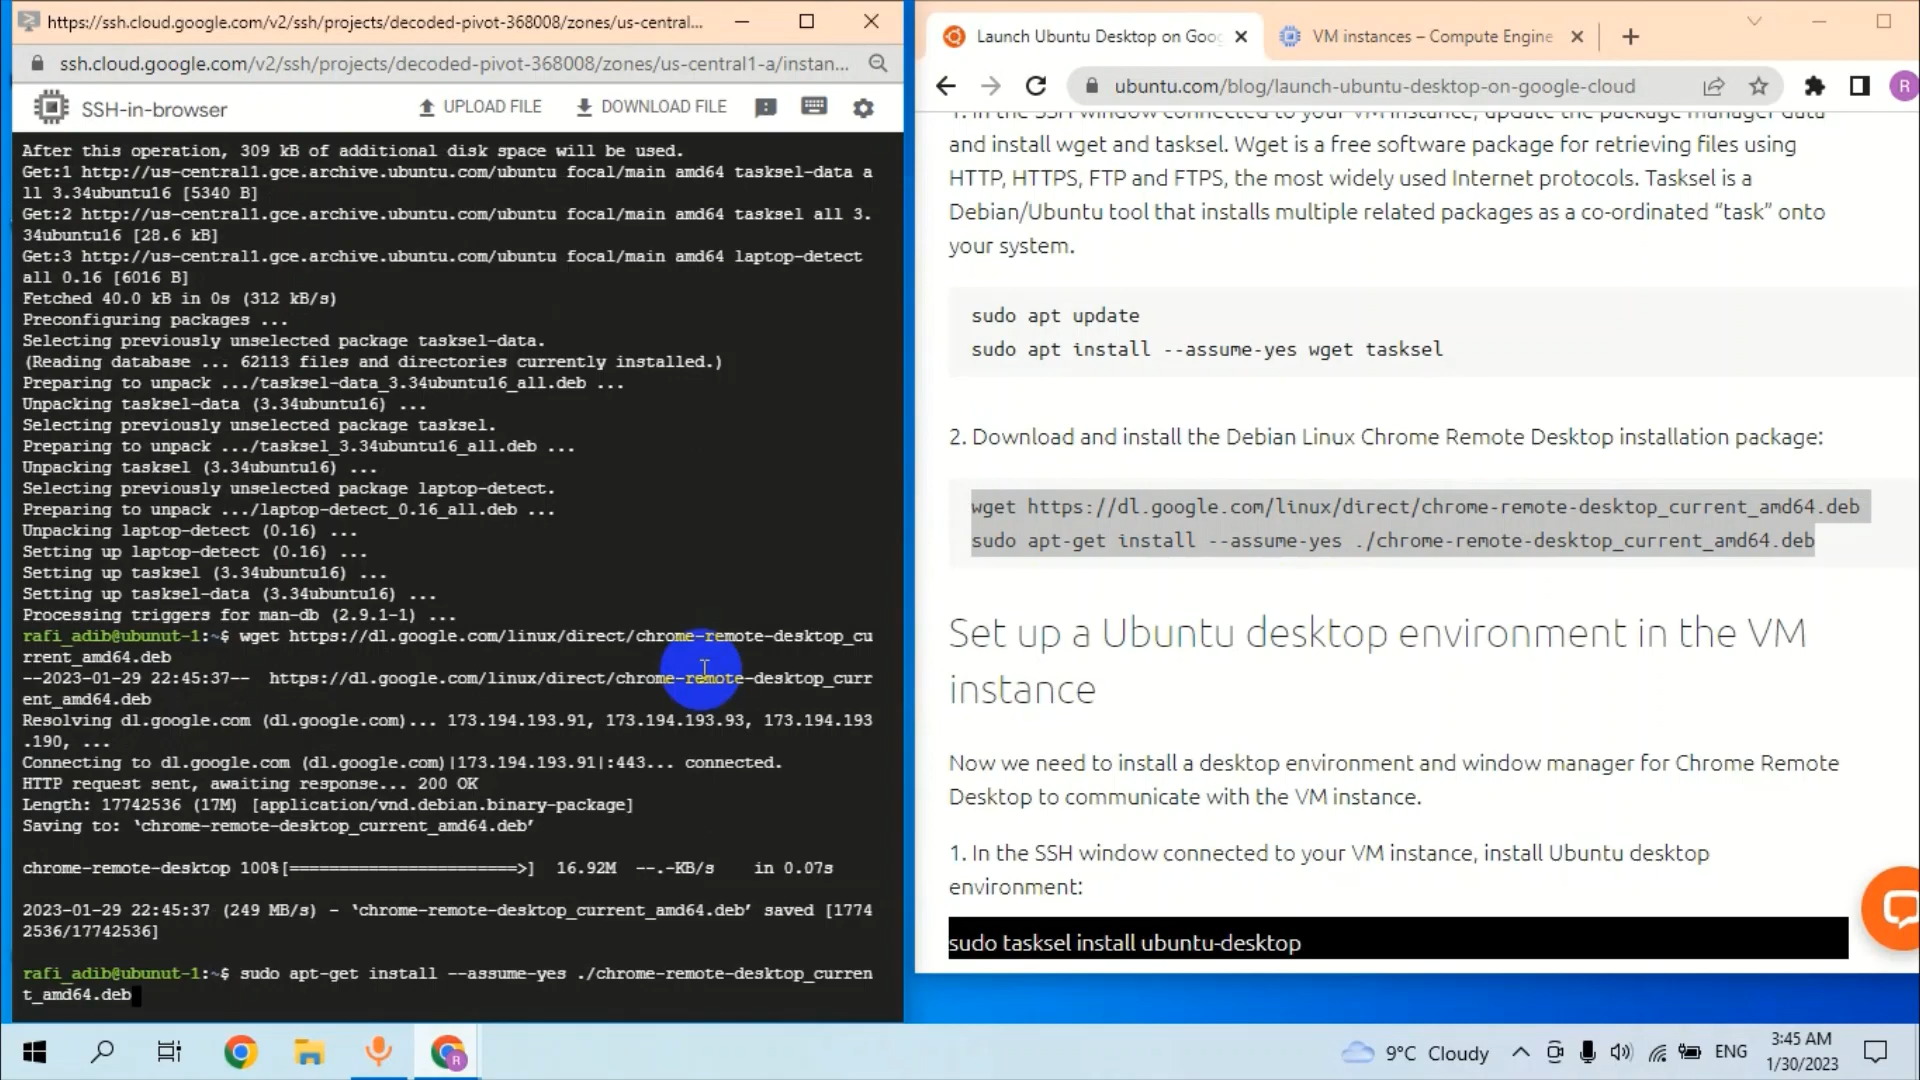 https://ssh.cloud.google.com/v2/ssh/projects/decoded-pivot-368008/zones/us-central...
ssh.cloud.google.com/v2/ssh/projects/decoded-pivot-368008/zones/us-central1-a/instan...
SSH-in-browser
UPLOAD FILE
DOWNLOAD FILE
After this operation, 309 kB of additional disk space will be used.
Get:1 http://us-central1.gce.archive.ubuntu.com/ubuntu focal/main amd64 tasksel-data a
ll 3.34ubuntu16 [5340 B]
Get:2 http://us-central1.gce.archive.ubuntu.com/ubuntu focal/main amd64 tasksel all 3.
34ubuntu16 [28.6 kB]
Get:3 http://us-central1.gce.archive.ubuntu.com/ubuntu focal/main amd64 laptop-detect
all 0.16 [6016 B]
Fetched 40.0 kB in 0s (312 kB/s)
Preconfiguring packages ...
Selecting previously unselected package tasksel-data.
(Reading database ... 62113 files and directories currently installed.)
Preparing to unpack .../tasksel-data_3.34ubuntu16_all.deb ...
Unpacking tasksel-data (3.34ubuntu16) ...
Selecting previously unselected package tasksel.
Preparing to unpack .../tasksel_3.34ubuntu16_all.deb ...
Unpacking tasksel (3.34ubuntu16) ...
Selecting previously unselected package laptop-detect.
Preparing to unpack .../laptop-detect_0.16_all.deb ...
Unpacking laptop-detect (0.16) ...
Setting up laptop-detect (0.16) ...
Setting up tasksel (3.34ubuntu16) ...
Setting up tasksel-data (3.34ubuntu16) ...
Processing triggers for man-db (2.9.1-1) ...
rafi_adib@ubunut-1:~$ wget https://dl.google.com/linux/direct/chrome-remote-desktop_cu
rrent_amd64.deb
--2023-01-29 22:45:37-- https://dl.google.com/linux/direct/chrome-remote-desktop_curr
ent_amd64.deb
Resolving dl.google.com (dl.google.com)... 173.194.193.91, 173.194.193.93, 173.194.193
.190, ...
Connecting to dl.google.com (dl.google.com)|173.194.193.91|:443... connected.
HTTP request sent, awaiting response... 200 OK
Length: 17742536 (17M) [application/vnd.debian.binary-package]
Saving to: ‘chrome-remote-desktop_current_amd64.deb’
chrome-remote-desktop 100%[=======================>] 16.92M --.-KB/s in 0.07s
2023-01-29 22:45:37 (249 MB/s) - ‘chrome-remote-desktop_current_amd64.deb’ saved [1774
2536/17742536]
rafi_adib@ubunut-1:~$ sudo apt-get install --assume-yes ./chrome-remote-desktop_curren
t_amd64.deb
Launch Ubuntu Desktop on Goo
VM instances – Compute Engine
ubuntu.com/blog/launch-ubuntu-desktop-on-google-cloud
R
1. In the SSH window connected to your VM instance, update the package manager data
and install wget and tasksel. Wget is a free software package for retrieving files using
HTTP, HTTPS, FTP and FTPS, the most widely used Internet protocols. Tasksel is a
Debian/Ubuntu tool that installs multiple related packages as a co-ordinated “task” onto
your system.
sudo apt update
sudo apt install --assume-yes wget tasksel
2. Download and install the Debian Linux Chrome Remote Desktop installation package:
wget https://dl.google.com/linux/direct/chrome-remote-desktop_current_amd64.deb
sudo apt-get install --assume-yes ./chrome-remote-desktop_current_amd64.deb
Set up a Ubuntu desktop environment in the VM
instance
Now we need to install a desktop environment and window manager for Chrome Remote
Desktop to communicate with the VM instance.
1. In the SSH window connected to your VM instance, install Ubuntu desktop
environment:
sudo tasksel install ubuntu-desktop
R
9°C Cloudy
ENG
3:45 AM
1/30/2023